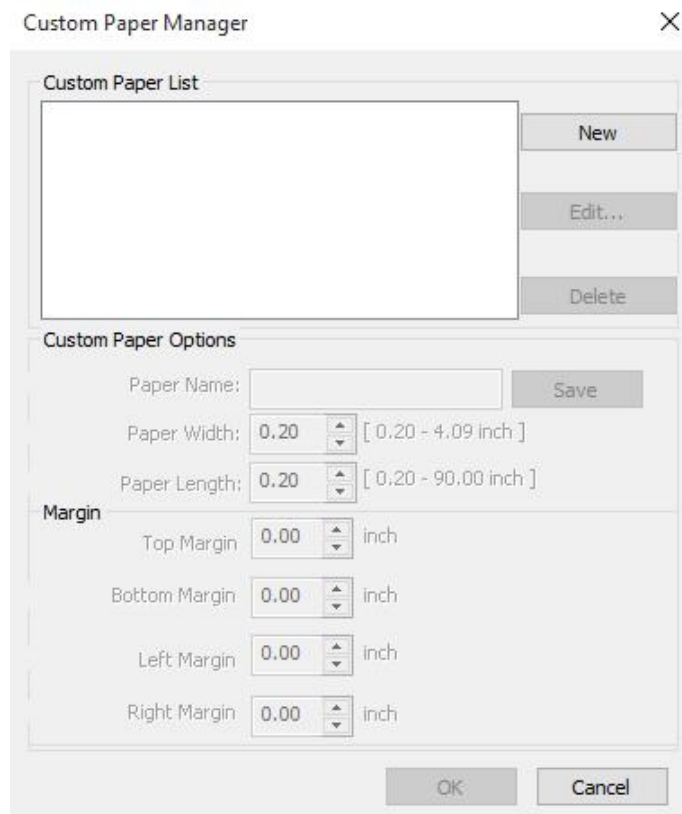 Custom Paper Manager
Custom Paper List
New
Edit...
Delete
Custom Paper Options
Paper Name:
Save
Paper Width: 0.20 [ 0.20 - 4.09 inch ]
Paper Length: 0.20 [ 0.20 - 90.00 inch ]
Margin
Top Margin 0.00 inch
Bottom Margin 0.00 inch
Left Margin 0.00 inch
Right Margin 0.00 inch
OK Cancel